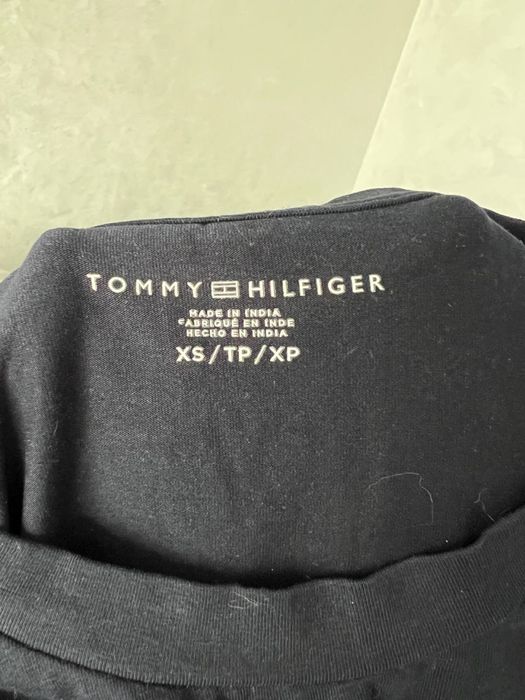 TOMMY HILFIGER
MADE IN INDIA
FABRIQUÉ EN INDE
HECHO EN INDIA
XS/TP/XP